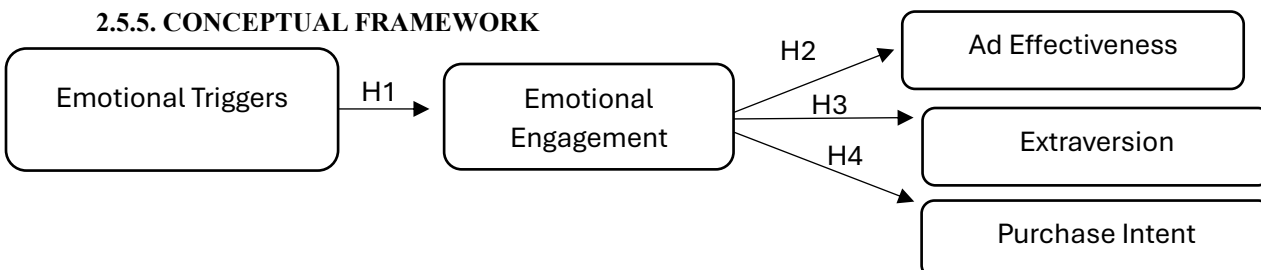 2.5.5. CONCEPTUAL FRAMEWORK
Emotional Triggers
H1
Emotional
Engagement
H2
H3
H4
Ad Effectiveness
Extraversion
Purchase Intent